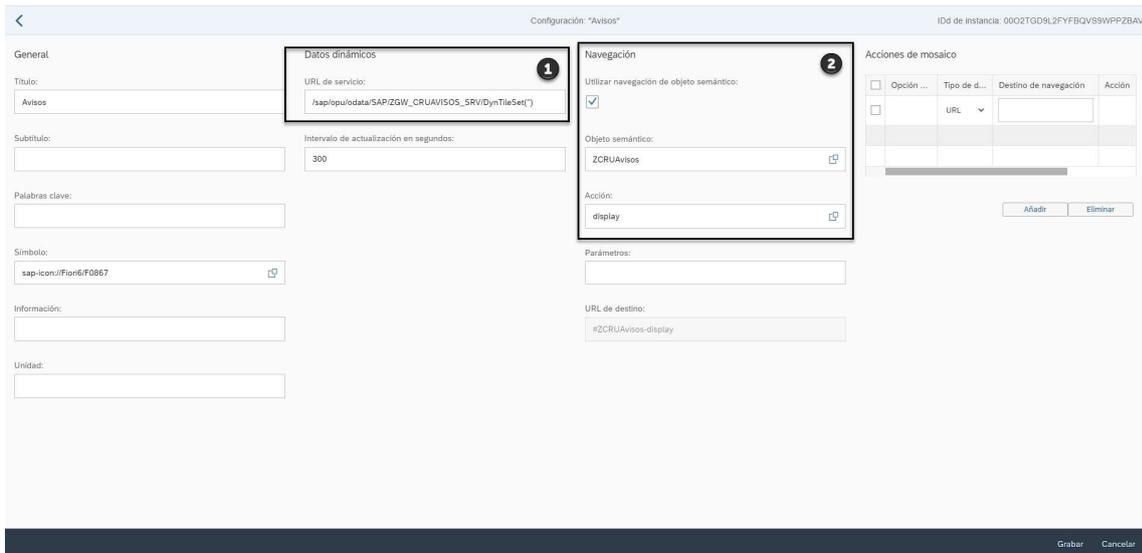 Configuración: "Avisos"
IDd de instancia: 00O2TGD9L2FYFBQVS9WPPZBAV
General
Título:
Avisos
Subtítulo:
Palabras clave:
Símbolo:
sap-icon://Fiori6/F0867
Información:
Unidad:
Datos dinámicos
1
URL de servicio:
/sap/opu/odata/SAP/ZGW_CRUAVISOS_SRV/DynTileSet('')
Intervalo de actualización en segundos:
300
Navegación
2
Utilizar navegación de objeto semántico:
Objeto semántico:
ZCRUAvisos
Acción:
display
Parámetros:
URL de destino:
#ZCRUAvisos-display
Acciones de mosaico
Opción ... Tipo de d... Destino de navegación Acción
URL
Añadir Eliminar
Grabar Cancelar